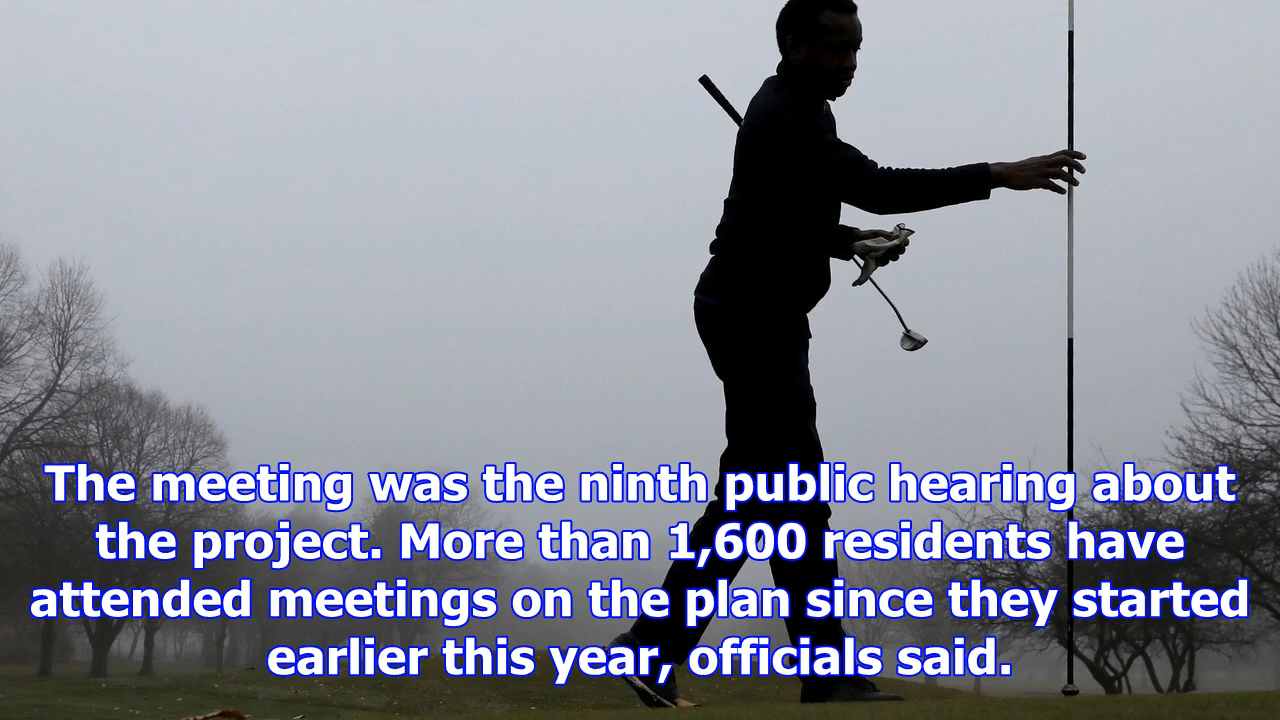 The meeting was the ninth public hearing about
the project. More than 1,600 residents have
attended meetings on the plan since they started
earlier this year, officials said.